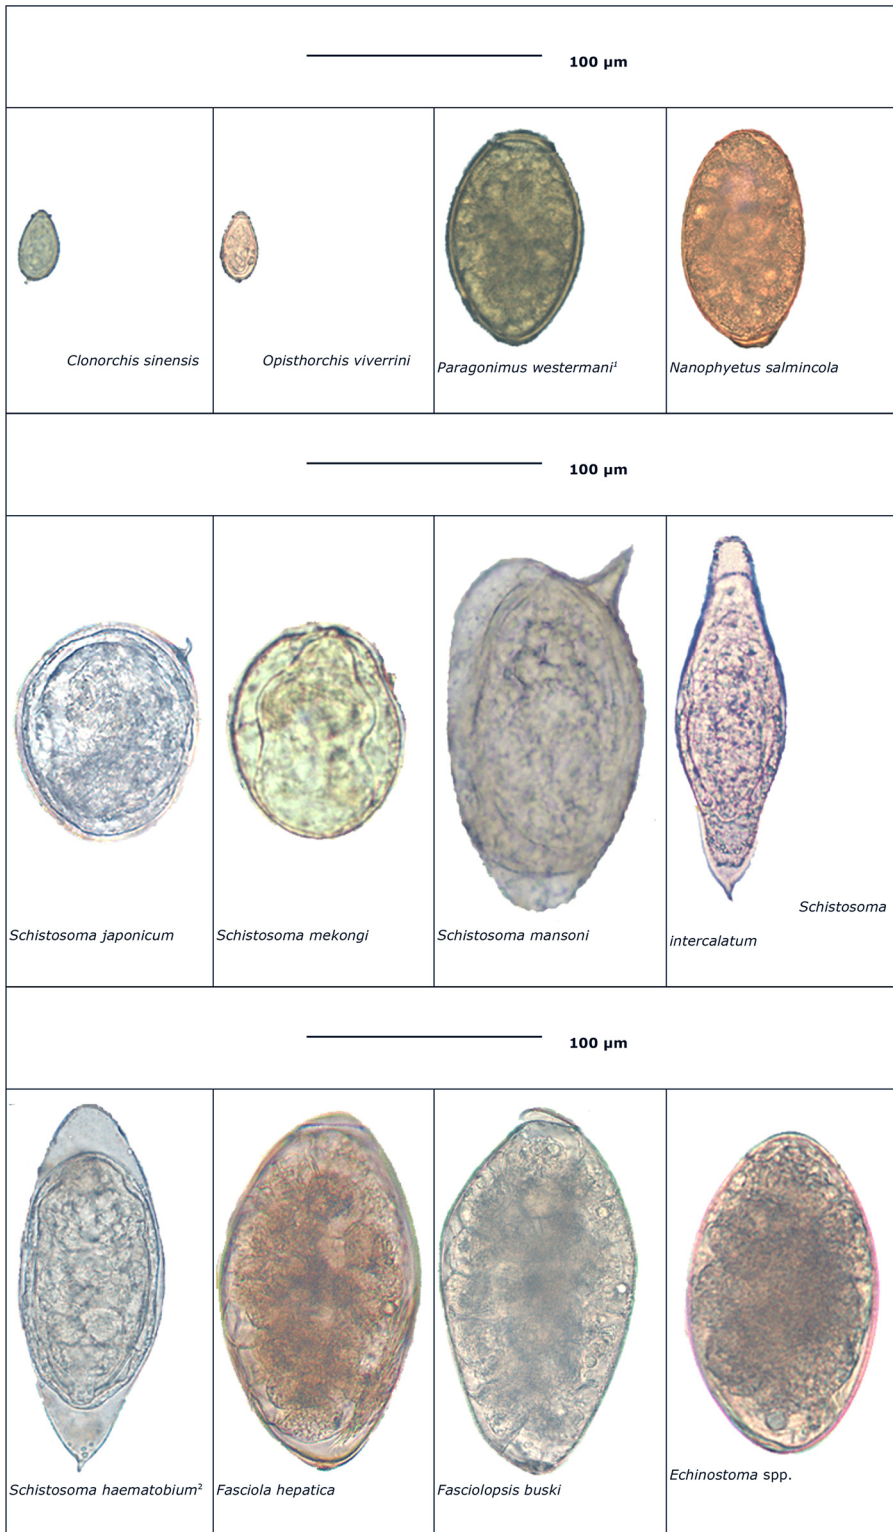 100 µm
Clonorchis sinensis
Opisthorchis viverrini
Paragonimus westermani¹
Nanophyetus salmincola
100 µm
Schistosoma japonicum
Schistosoma mekongi
Schistosoma mansoni
Schistosoma
intercalatum
100 µm
Schistosoma haematobium²
Fasciola hepatica
Fasciolopsis buski
Echinostoma spp.